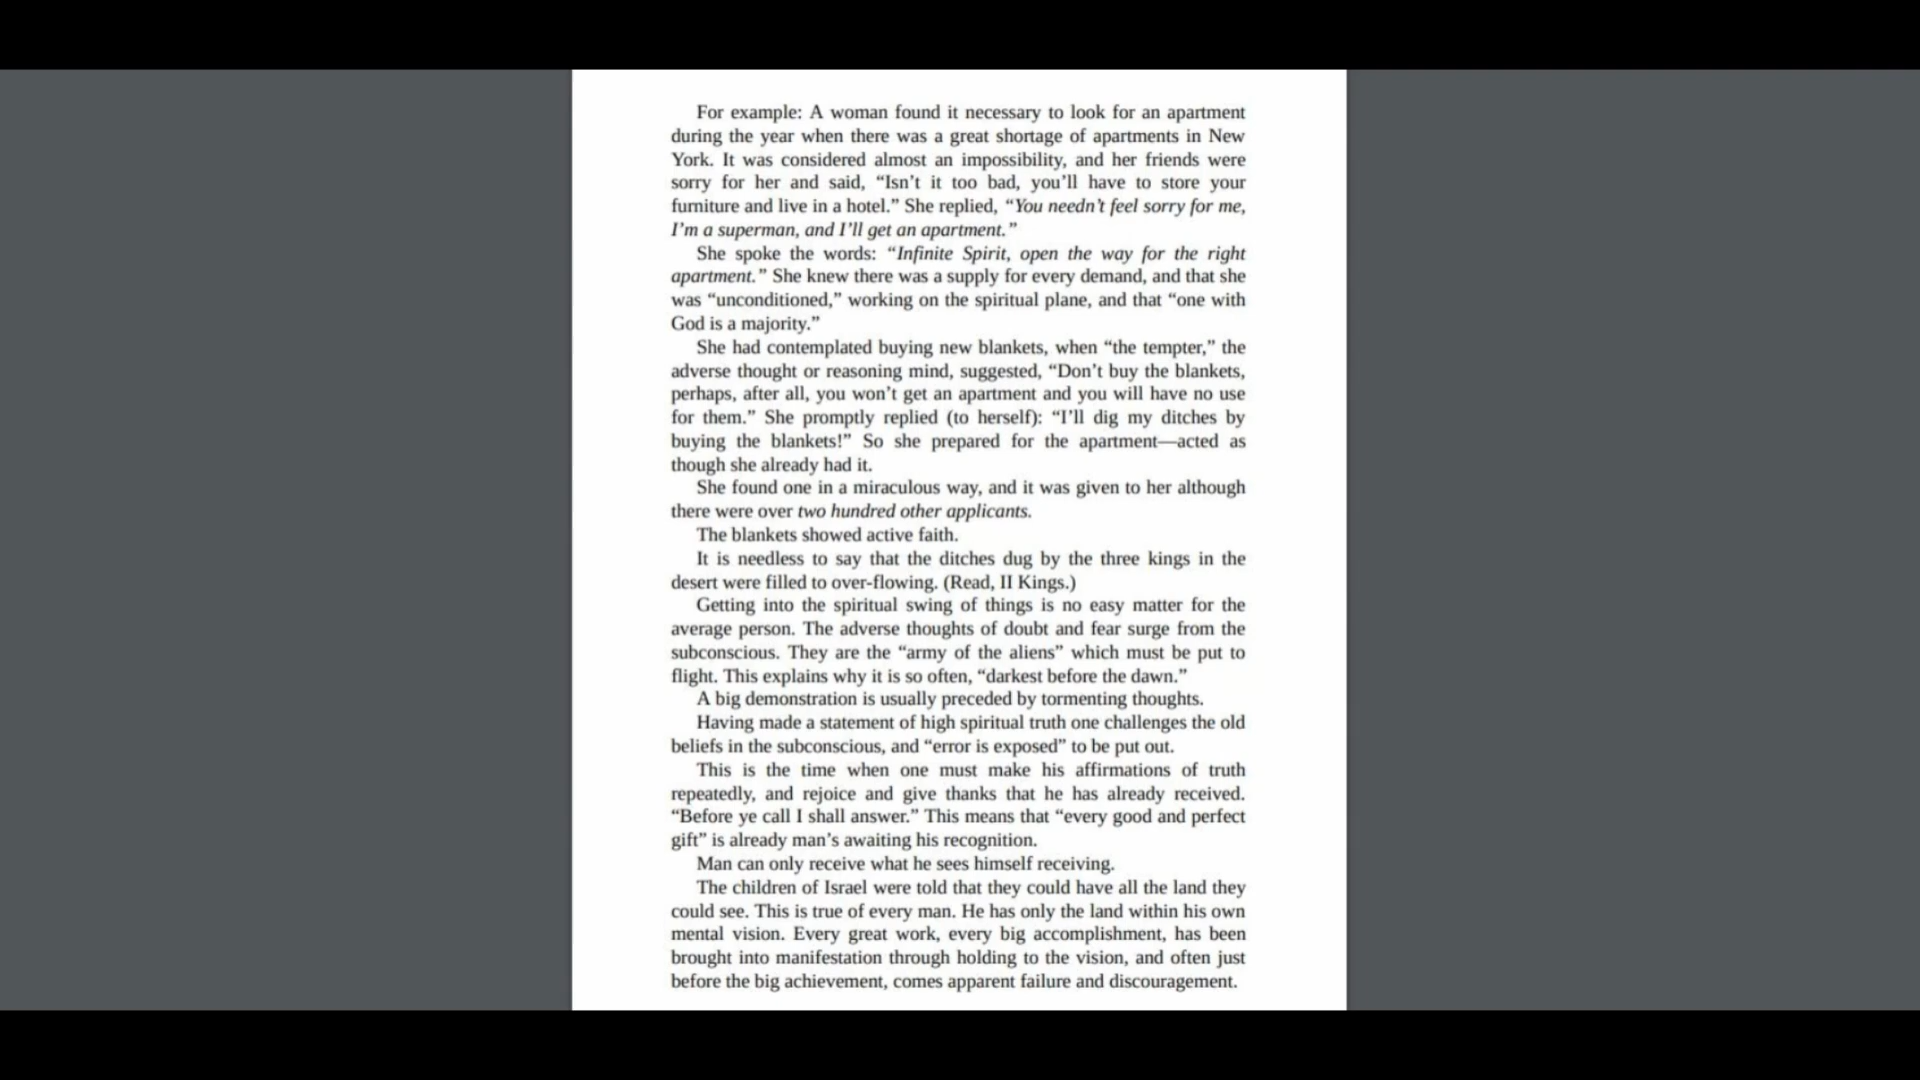 For example: A woman found it necessary to look for an apartment
during the year when there was a great shortage of apartments in New
York. It was considered almost an impossibility, and her friends were
sorry for her and said, “Isn’t it too bad, you’ll have to store your
furniture and live in a hotel.” She replied, “You needn’t feel sorry for me,
I’m a superman, and I’ll get an apartment.”
She spoke the words: “Infinite Spirit, open the way for the right
apartment.” She knew there was a supply for every demand, and that she
was “unconditioned,” working on the spiritual plane, and that “one with
God is a majority.”
She had contemplated buying new blankets, when “the tempter,” the
adverse thought or reasoning mind, suggested, “Don’t buy the blankets,
perhaps, after all, you won’t get an apartment and you will have no use
for them.” She promptly replied (to herself): “I’ll dig my ditches by
buying the blankets!” So she prepared for the apartment—acted as
though she already had it.
She found one in a miraculous way, and it was given to her although
there were over two hundred other applicants.
The blankets showed active faith.
It is needless to say that the ditches dug by the three kings in the
desert were filled to over-flowing. (Read, II Kings.)
Getting into the spiritual swing of things is no easy matter for the
average person. The adverse thoughts of doubt and fear surge from the
subconscious. They are the “army of the aliens” which must be put to
flight. This explains why it is so often, “darkest before the dawn.”
A big demonstration is usually preceded by tormenting thoughts.
Having made a statement of high spiritual truth one challenges the old
beliefs in the subconscious, and “error is exposed” to be put out.
This is the time when one must make his affirmations of truth
repeatedly, and rejoice and give thanks that he has already received.
“Before ye call I shall answer.” This means that “every good and perfect
gift” is already man’s awaiting his recognition.
Man can only receive what he sees himself receiving.
The children of Israel were told that they could have all the land they
could see. This is true of every man. He has only the land within his own
mental vision. Every great work, every big accomplishment, has been
brought into manifestation through holding to the vision, and often just
before the big achievement, comes apparent failure and discouragement.